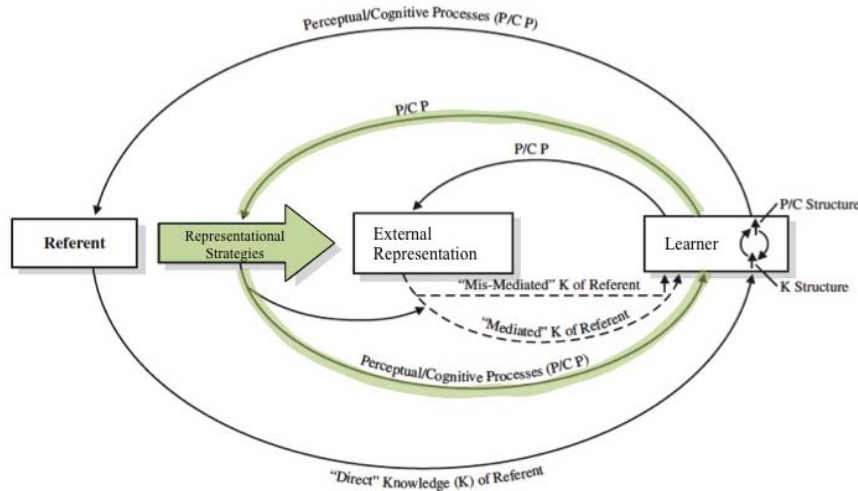 Perceptual/Cognitive Processes (P/C P)
P/C P
P/C P
P/C Structure
Referent
Representational
Strategies
External
Representation
Learner
K Structure
“Mis-Mediated” K of Referent
“Mediated” K of Referent
Perceptual/Cognitive Processes (P/C P)
“Direct” Knowledge (K) of Referent